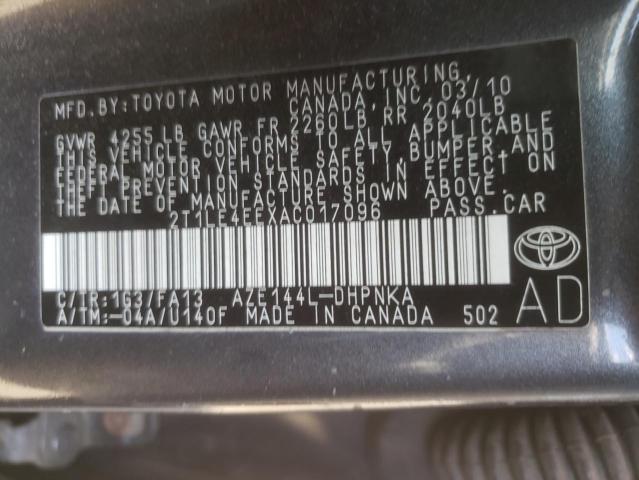 MFD.BY:TOYOTA MOTOR MANUFACTURING,
CANADA,INC.03/10
GVWR 4255 LB GAWR FR 2260LB,RR 2040LB
THIS VEHICLE CONFORMS TO ALL APPLICABLE
FEDERAL MOTOR VEHICLE SAFETY,BUMPER,AND
THEFT PREVENTION STANDARDS IN EFFECT ON
THE DATE OF MANUFACTURE SHOWN ABOVE.
2T1LE4EEXAC017096 PASS.CAR
C/TR:1G3/FA13 AZE144L-DHPNKA
A/TM:-04A/U140F MADE IN CANADA 502
AD